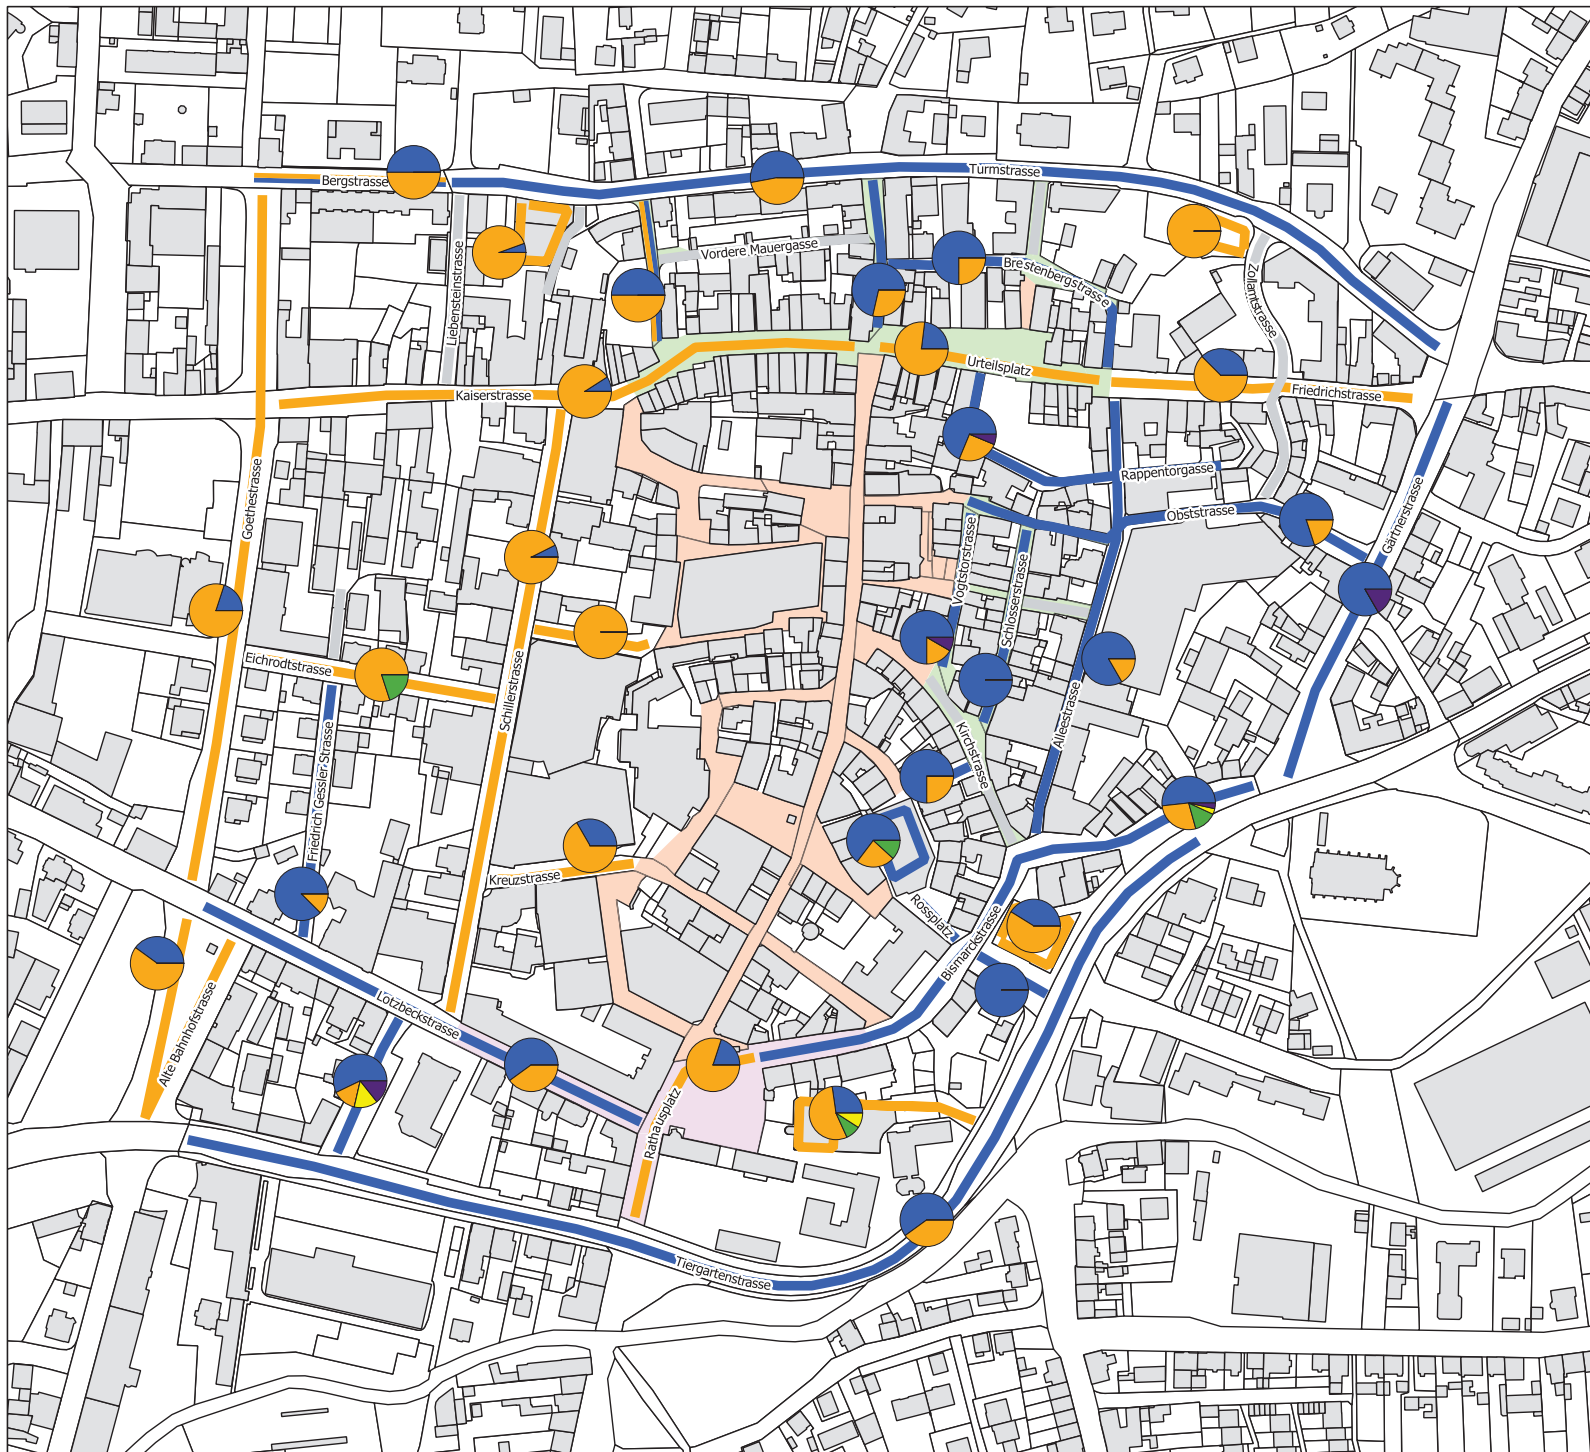 Turmstrasse
Bergstrasse
Vordere Mauergasse
Brestenbergstrasse
Liebensteinstrasse
Zollamtstrasse
Urteilsplatz
Kaiserstrasse
Friedrichstrasse
Goethestrasse
Rappentorgasse
Obststrasse
Gärtnerstrasse
Vogtstorstrasse
Schlosserstrasse
Eichrodtstrasse
Schillerstrasse
Alleestrasse
Friedrich Gessler Strasse
Kirchstrasse
Kreuzstrasse
Rossplatz
Bismarckstrasse
Alte Bahnhofstrasse
Lotzbeckstrasse
Rathausplatz
Tiergartenstrasse